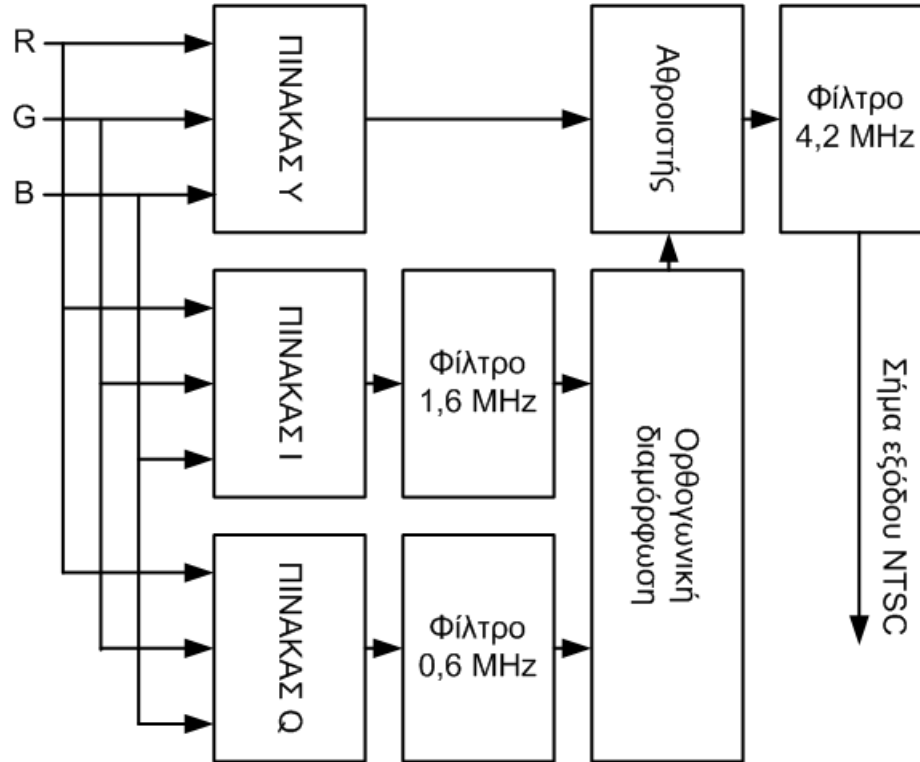 R
G
B
ΠΙΝΑΚΑΣ Υ
Αθροιστής
Φίλτρο
4,2 MHz
ΠΙΝΑΚΑΣ Ι
Φίλτρο
1,6 MHz
Ορθογωνική
διαμόρφωση
Σήμα εξόδου NTSC
ΠΙΝΑΚΑΣ Q
Φίλτρο
0,6 MHz